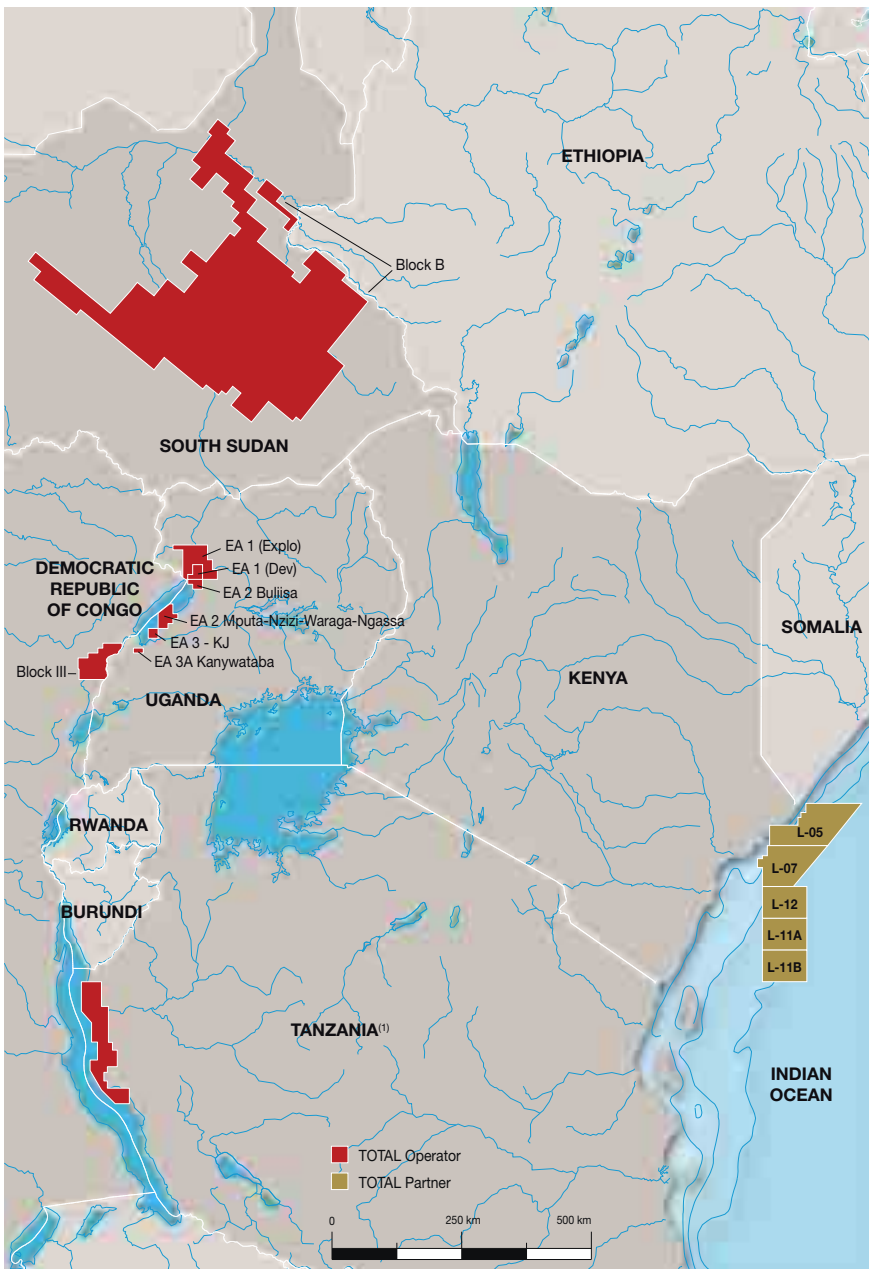 ETHIOPIA
Block B
SOUTH SUDAN
EA 1 (Explo)
EA 1 (Dev)
DEMOCRATIC
REPUBLIC
OF CONGO
EA 2 Buliisa
EA 2 Mputa-Nzizi-Waraga-Ngassa
EA 3 - KJ
EA 3A Kanywataba
Block III
UGANDA
SOMALIA
KENYA
RWANDA
BURUNDI
L-05
L-07
L-12
L-11A
L-11B
TANZANIA(1)
INDIAN
OCEAN
TOTAL Operator
TOTAL Partner
0 250 km 500 km